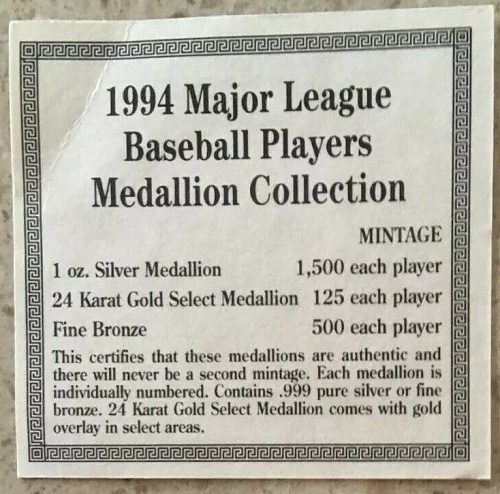 1994 Major League
Baseball Players
Medallion Collection
MINTAGE
1 oz. Silver Medallion 1,500 each player
24 Karat Gold Select Medallion 125 each player
Fine Bronze 500 each player
This certifies that these medallions are authentic and
there will never be a second mintage. Each medallion is
individually numbered. Contains .999 pure silver or fine
bronze. 24 Karat Gold Select Medallion comes with gold
overlay in select areas.